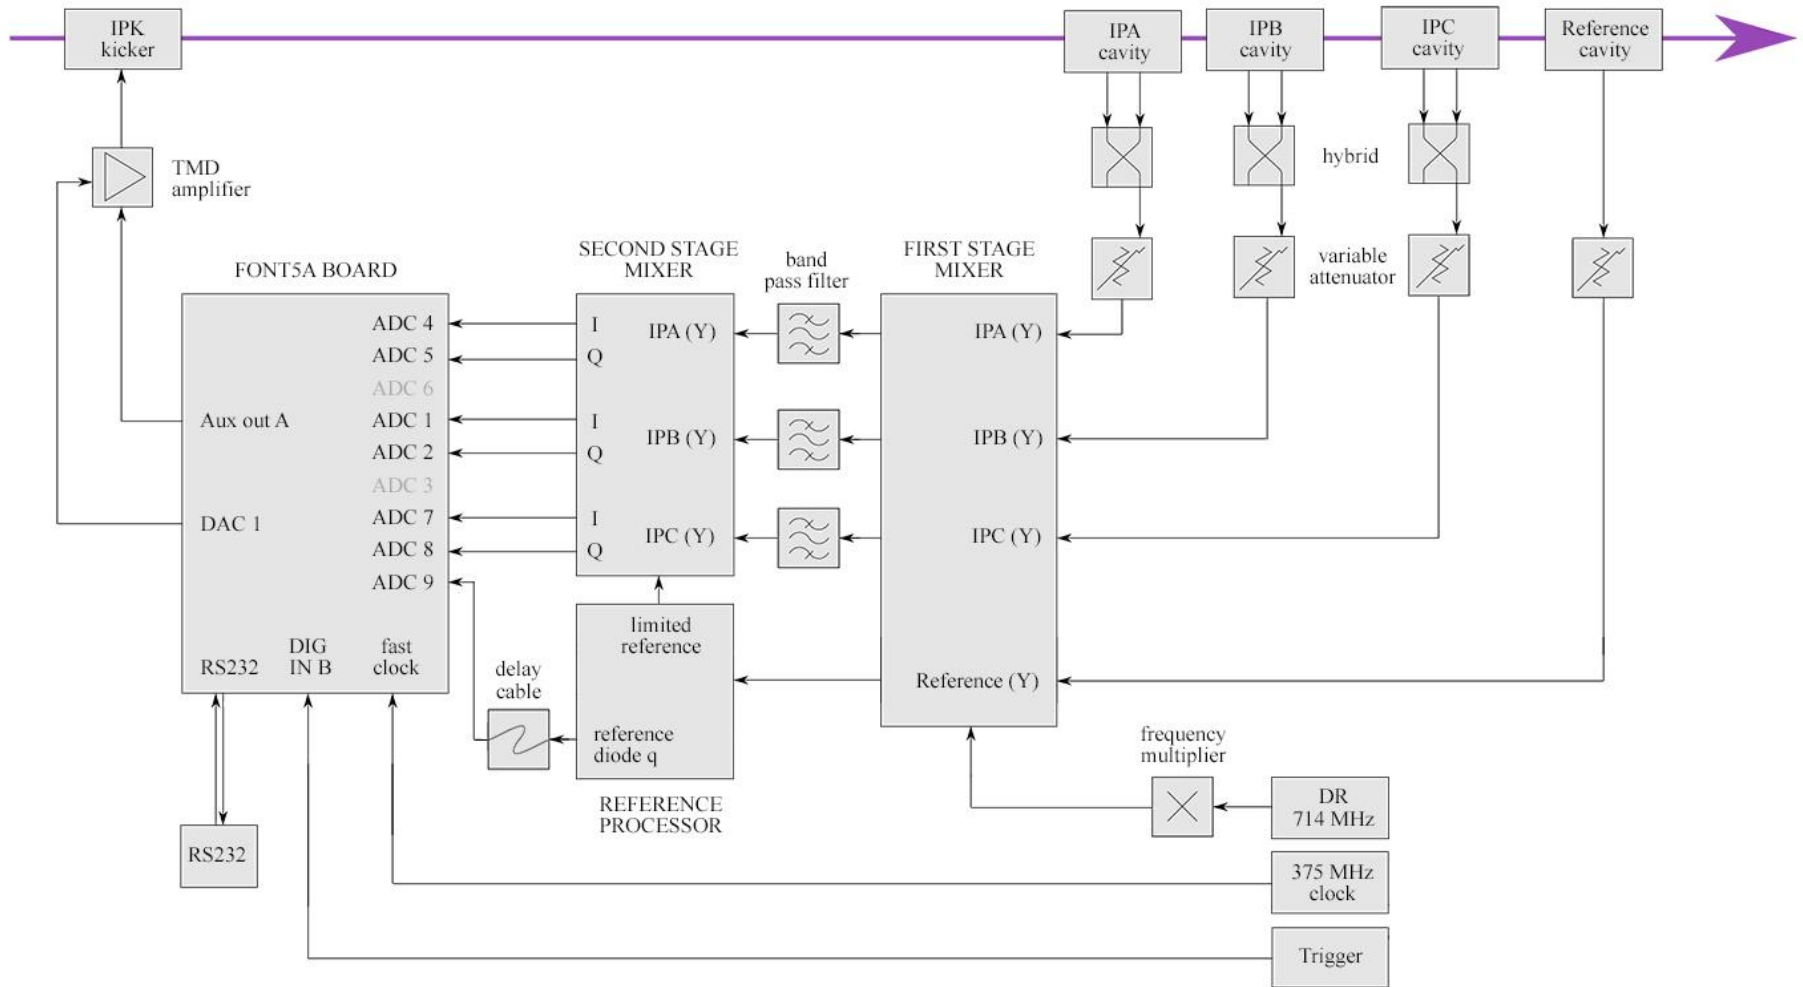 IPK
kicker
IPA
cavity
IPB
cavity
IPC
cavity
Reference
cavity
TMD
amplifier
hybrid
variable
attenuator
FONT5A BOARD
SECOND STAGE
MIXER
band
pass filter
FIRST STAGE
MIXER
ADC 4
ADC 5
ADC 6
ADC 1
ADC 2
ADC 3
ADC 7
ADC 8
ADC 9
Aux out A
DAC 1
RS232
DIG
IN B
fast
clock
I
Q
I
Q
I
Q
IPA (Y)
IPB (Y)
IPC (Y)
IPA (Y)
IPB (Y)
IPC (Y)
Reference (Y)
limited
reference
reference
diode q
delay
cable
REFERENCE
PROCESSOR
frequency
multiplier
DR
714 MHz
RS232
375 MHz
clock
Trigger